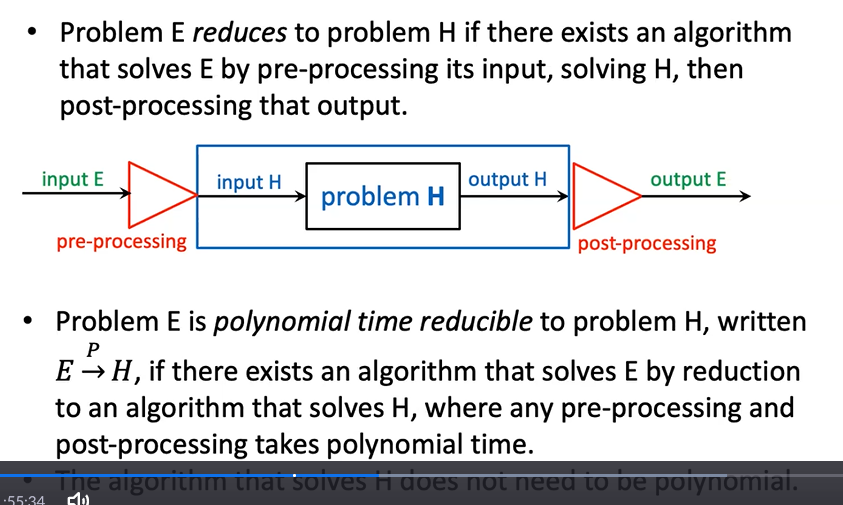 • Problem E reduces to problem H if there exists an algorithm
that solves E by pre-processing its input, solving H, then
post-processing that output.
input E
input H
problem H
output H
output E
pre-processing
post-processing
• Problem E is polynomial time reducible to problem H, written
E →^P H, if there exists an algorithm that solves E by reduction
to an algorithm that solves H, where any pre-processing and
post-processing takes polynomial time.
• The algorithm that solves H does not need to be polynomial.
:55:34